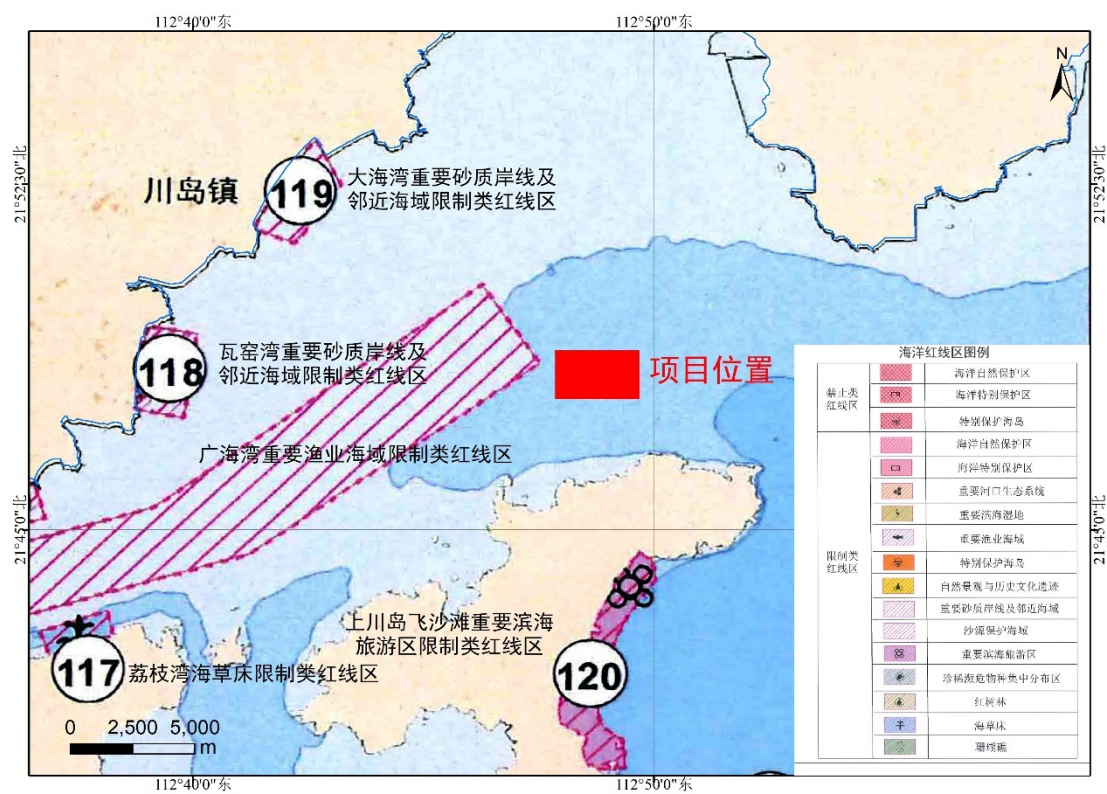 112°40'0"东
112°50'0"东
21°52'30"北
21°52'30"北
21°45'0"北
21°45'0"北
N
川岛镇
119
大海湾重要砂质岸线及
邻近海域限制类红线区
118
瓦窑湾重要砂质岸线及
邻近海域限制类红线区
项目位置
广海湾重要渔业海域限制类红线区
上川岛飞沙滩重要滨海
旅游区限制类红线区
117
荔枝湾海草床限制类红线区
120
0 2,500 5,000
m
海洋红线区图例
禁止类
红线区
海洋自然保护区
海洋特别保护区
特别保护海岛
限制类
红线区
海洋自然保护区
海洋特别保护区
重要河口生态系统
重要滨海湿地
重要渔业海域
特别保护海岛
自然景观与历史文化遗迹
重要砂质岸线及邻近海域
沙源保护海域
重要滨海旅游区
珍稀濒危物种集中分布区
红树林
海草床
珊瑚礁
112°40'0"东
112°50'0"东